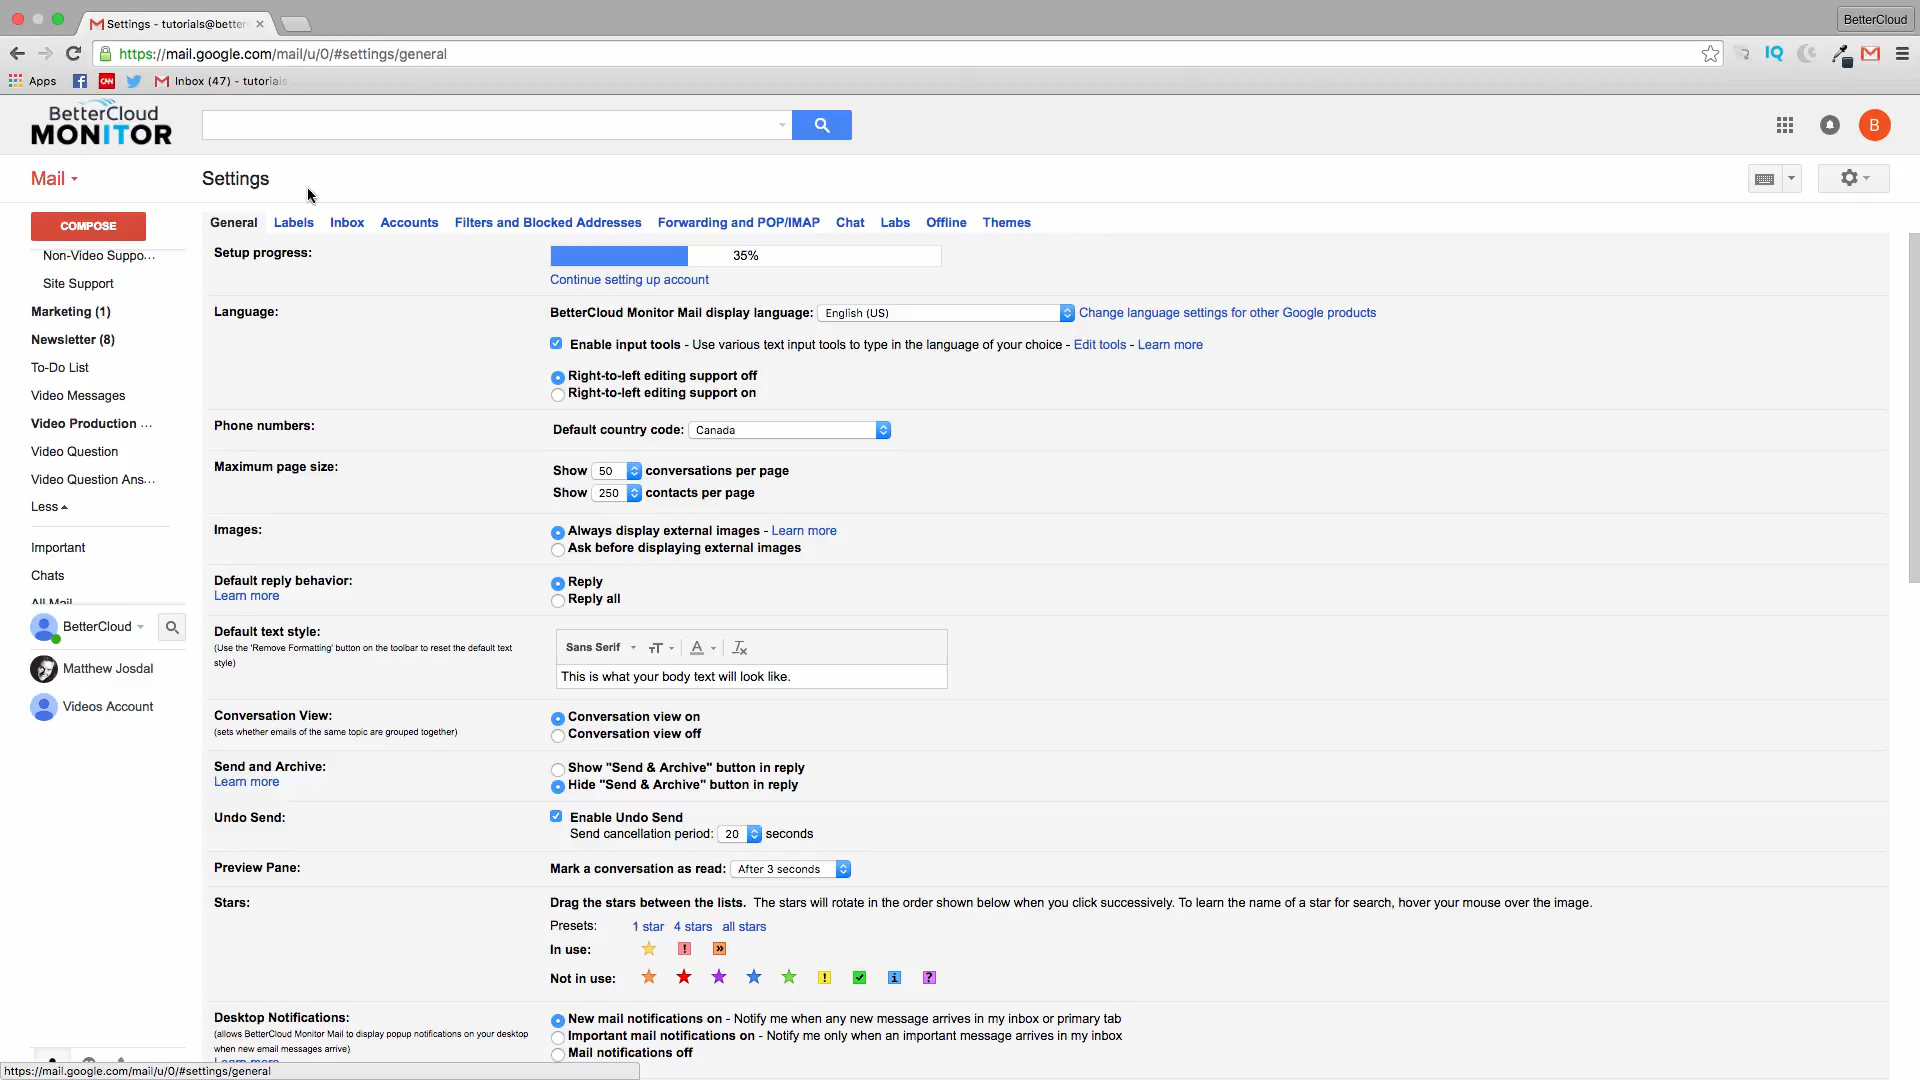 Settings - tutorials@better
BetterCloud
https://mail.google.com/mail/u/0/#settings/general
Apps
CNN
Inbox (47) - tutorials
IQ
BetterCloud
MONITOR
B
Mail
Settings
COMPOSE
General Labels Inbox Accounts Filters and Blocked Addresses Forwarding and POP/IMAP Chat Labs Offline Themes
Non-Video Suppo...
Site Support
Marketing (1)
Newsletter (8)
To-Do List
Video Messages
Video Production ...
Video Question
Video Question Ans...
Less
Important
Chats
All Mail
BetterCloud
Matthew Josdal
Videos Account
Setup progress: 35%
Continue setting up account
Language: BetterCloud Monitor Mail display language: English (US) Change language settings for other Google products
Enable input tools - Use various text input tools to type in the language of your choice - Edit tools - Learn more
Right-to-left editing support off
Right-to-left editing support on
Phone numbers: Default country code: Canada
Maximum page size: Show 50 conversations per page
Show 250 contacts per page
Images: Always display external images - Learn more
Ask before displaying external images
Default reply behavior: Reply
Learn more Reply all
Default text style:
(Use the 'Remove Formatting' button on the toolbar to reset the default text
style)
Sans Serif
This is what your body text will look like.
Conversation View: Conversation view on
(sets whether emails of the same topic are grouped together) Conversation view off
Send and Archive: Show "Send & Archive" button in reply
Learn more Hide "Send & Archive" button in reply
Undo Send: Enable Undo Send
Send cancellation period: 20 seconds
Preview Pane: Mark a conversation as read: After 3 seconds
Stars: Drag the stars between the lists. The stars will rotate in the order shown below when you click successively. To learn the name of a star for search, hover your mouse over the image.
Presets: 1 star 4 stars all stars
In use: ! »
Not in use: ! i ?
Desktop Notifications:
(allows BetterCloud Monitor Mail to display popup notifications on your desktop
when new email messages arrive)
Learn more
New mail notifications on - Notify me when any new message arrives in my inbox or primary tab
Important mail notifications on - Notify me only when an important message arrives in my inbox
Mail notifications off
https://mail.google.com/mail/u/0/#settings/general